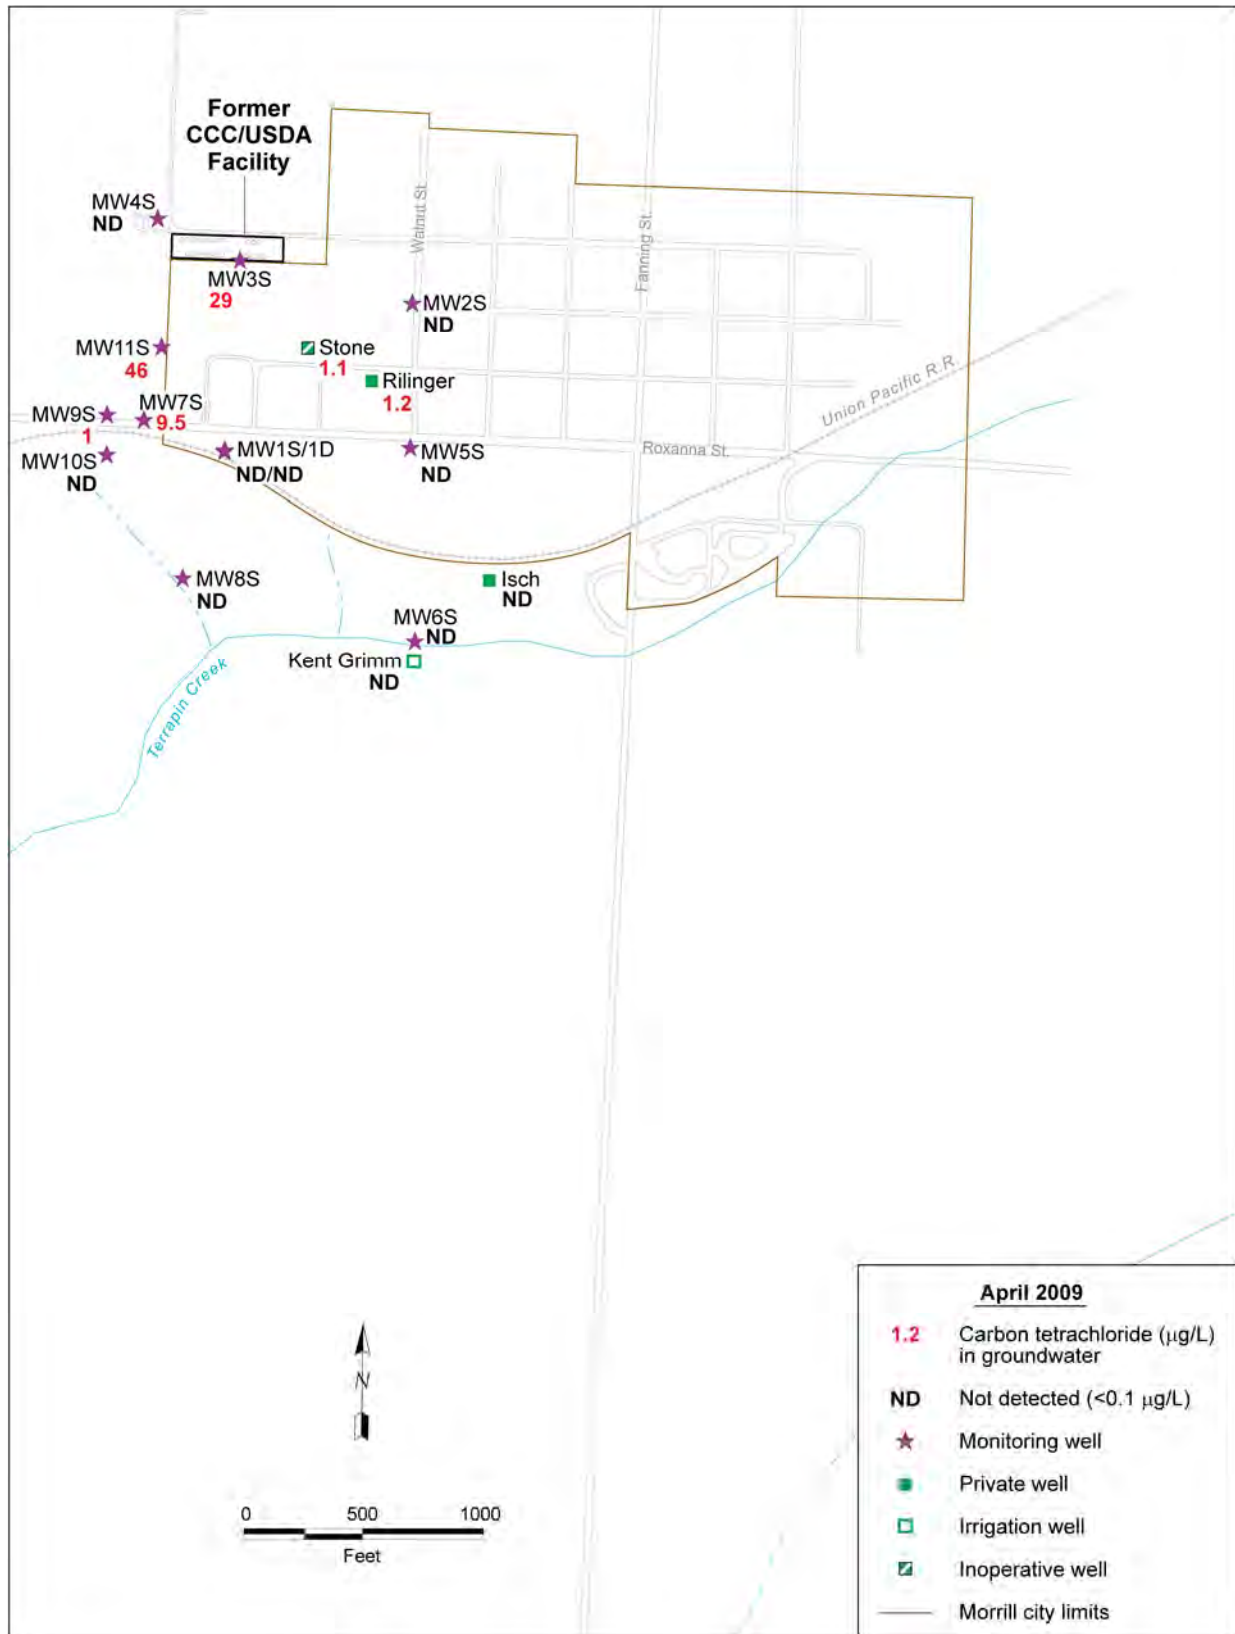 Former
CCC/USDA
Facility
MW4S
ND
Walnut St.
Fanning St.
MW3S
29
MW2S
ND
MW11S
46
Stone
1.1
Rilinger
1.2
Union Pacific R.R.
MW9S
1
MW7S
9.5
MW10S
ND
MW1S/1D
ND/ND
MW5S
ND
Roxanna St.
MW8S
ND
Isch
ND
MW6S
ND
Kent Grimm
ND
Terrapin Creek
N
0 500 1000
Feet
April 2009
1.2 Carbon tetrachloride (μg/L)
in groundwater
ND Not detected (<0.1 μg/L)
Monitoring well
Private well
Irrigation well
Inoperative well
Morrill city limits